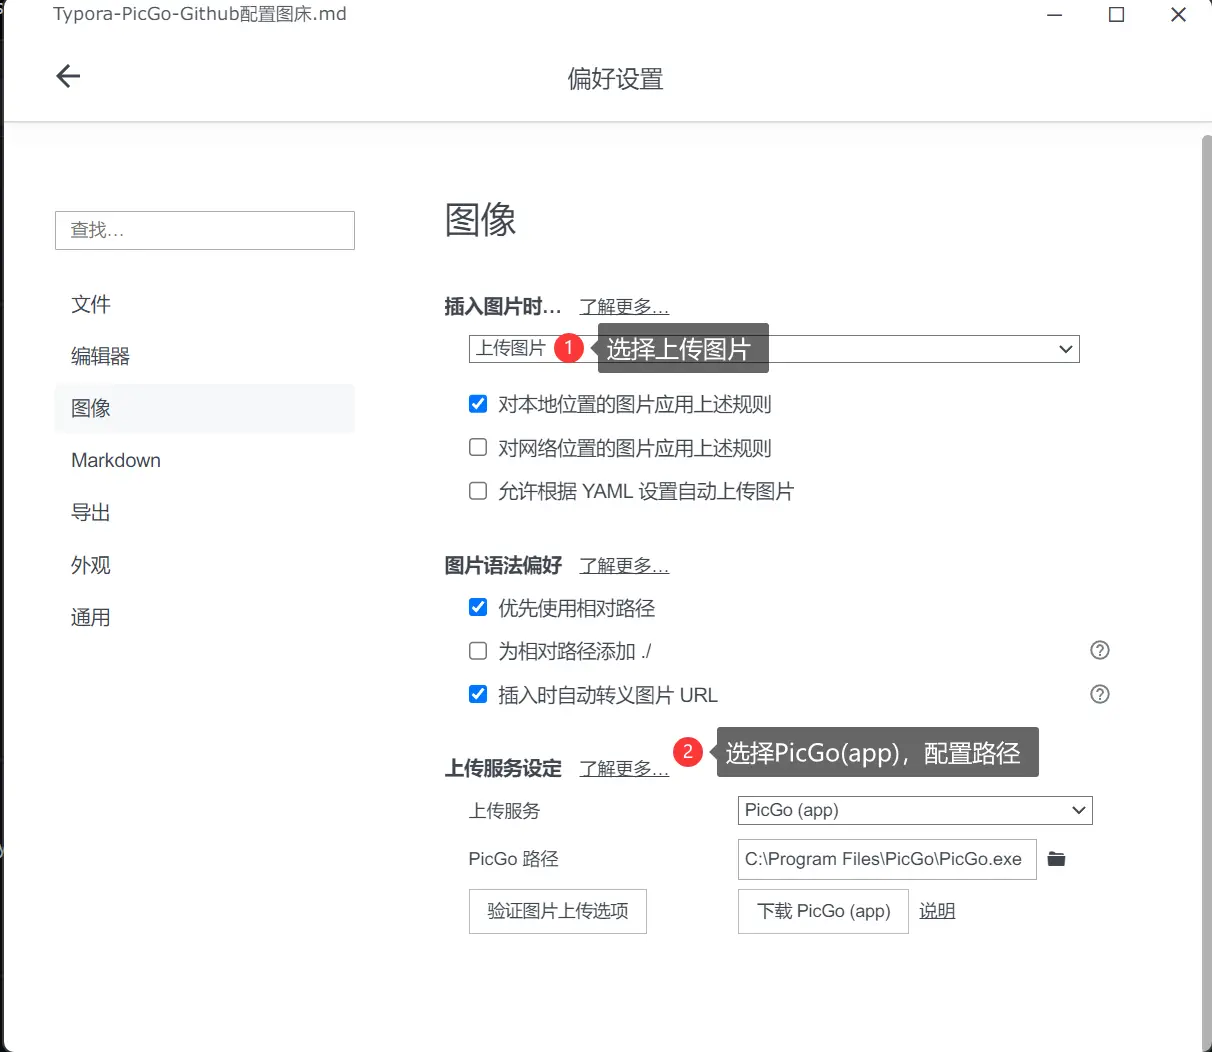 Typora-PicGo-Github配置图床.md
偏好设置
查找...
文件
编辑器
图像
Markdown
导出
外观
通用
图像
插入图片时... 了解更多...
上传图片 1 选择上传图片
对本地位置的图片应用上述规则
对网络位置的图片应用上述规则
允许根据 YAML 设置自动上传图片
图片语法偏好 了解更多...
优先使用相对路径
为相对路径添加 ./
插入时自动转义图片 URL
2 选择PicGo(app)，配置路径
上传服务设定 了解更多...
上传服务 PicGo (app)
PicGo 路径 C:\Program Files\PicGo\PicGo.exe
验证图片上传选项 下载 PicGo (app) 说明